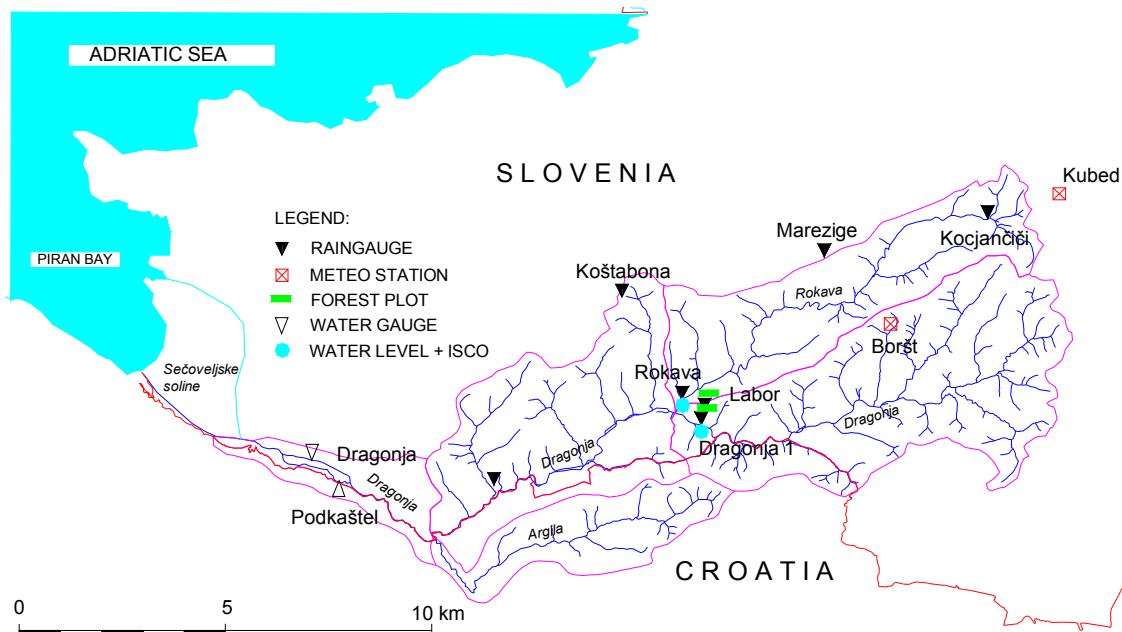 ADRIATIC SEA
SLOVENIA
Kubed
LEGEND:
Marezige
Kocjančiči
RAINGAUGE
PIRAN BAY
METEO STATION
Koštabona
FOREST PLOT
Rokava
WATER GAUGE
WATER LEVEL + ISCO
Boršt
Sečoveljske
soline
Rokava
Labor
Dragonja
Dragonja 1
Dragonja
Dragonja
Dragonja
Podkaštel
Argila
CROATIA
0 5 10 km